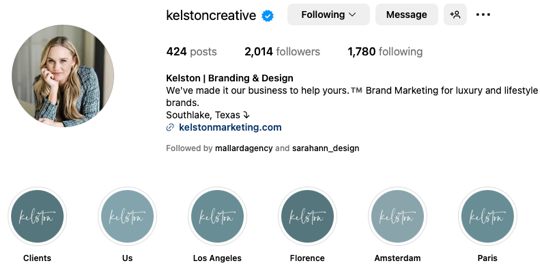 kelstoncreative Following Message
424 posts 2,014 followers 1,780 following
Kelston | Branding & Design
We've made it our business to help yours.™ Brand Marketing for luxury and lifestyle
brands.
Southlake, Texas ⤵
kelstonmarketing.com
Followed by mallardagency and sarahann_design
kelston kelston kelston kelston kelston kelston
Clients Us Los Angeles Florence Amsterdam Paris